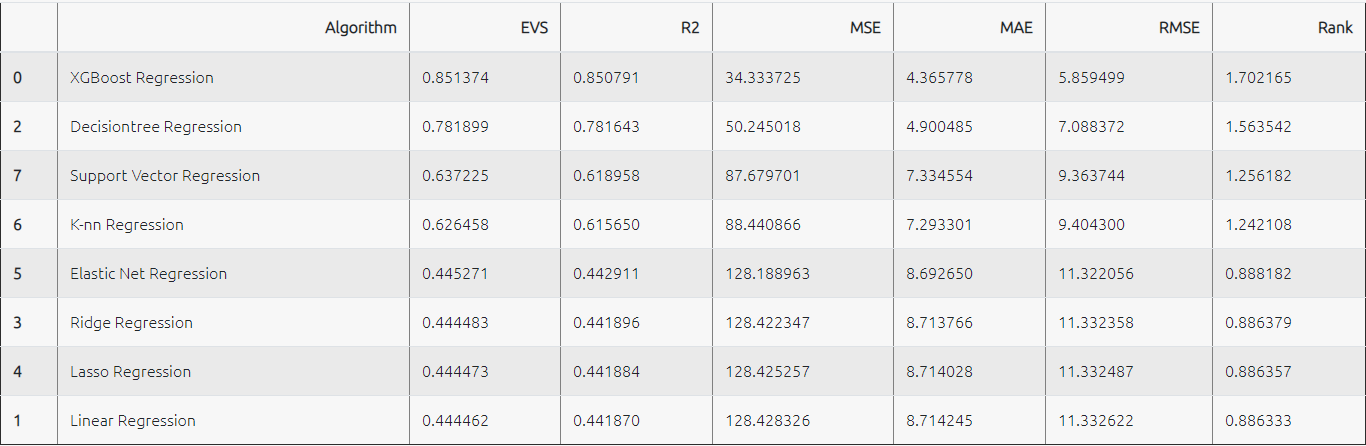 Algorithm EVS R2 MSE MAE RMSE Rank
0 XGBoost Regression 0.851374 0.850791 34.333725 4.365778 5.859499 1.702165
2 Decisiontree Regression 0.781899 0.781643 50.245018 4.900485 7.088372 1.563542
7 Support Vector Regression 0.637225 0.618958 87.679701 7.334554 9.363744 1.256182
6 K-nn Regression 0.626458 0.615650 88.440866 7.293301 9.404300 1.242108
5 Elastic Net Regression 0.445271 0.442911 128.188963 8.692650 11.322056 0.888182
3 Ridge Regression 0.444483 0.441896 128.422347 8.713766 11.332358 0.886379
4 Lasso Regression 0.444473 0.441884 128.425257 8.714028 11.332487 0.886357
1 Linear Regression 0.444462 0.441870 128.428326 8.714245 11.332622 0.886333